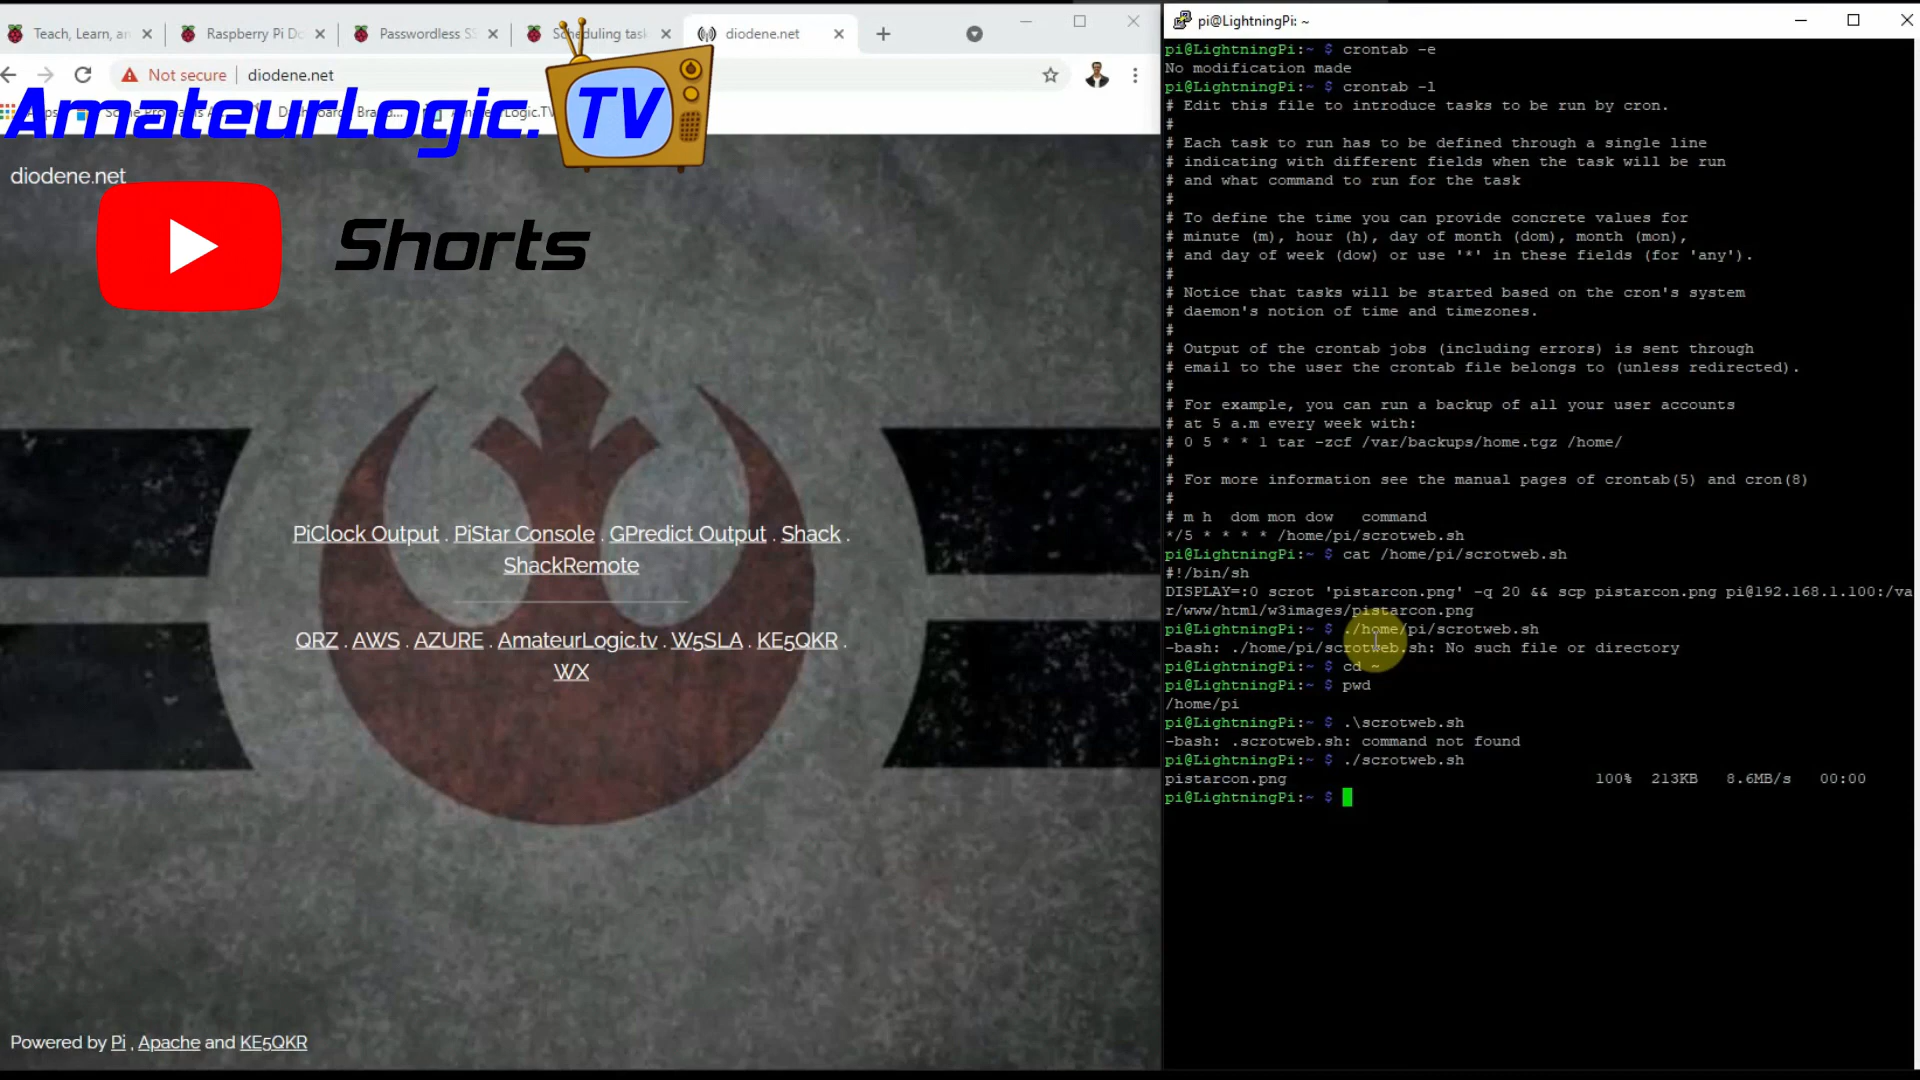 Teach, Learn, an
Raspberry Pi Do
Passwordless SS
Scheduling task
diodene.net
Not secure
diodene.net
AmateurLogic.TV
Dashboard
AmateurLogic.TV
diodene.net
Shorts
PiClock Output . PiStar Console . GPredict Output . Shack .
ShackRemote
QRZ . AWS . AZURE . AmateurLogic.tv . W5SLA . KE5QKR .
WX
Powered by Pi , Apache and KE5QKR
pi@LightningPi: ~
pi@LightningPi:~ $ crontab -e
No modification made
pi@LightningPi:~ $ crontab -l
# Edit this file to introduce tasks to be run by cron.
#
# Each task to run has to be defined through a single line
# indicating with different fields when the task will be run
# and what command to run for the task
#
# To define the time you can provide concrete values for
# minute (m), hour (h), day of month (dom), month (mon),
# and day of week (dow) or use '*' in these fields (for 'any').
#
# Notice that tasks will be started based on the cron's system
# daemon's notion of time and timezones.
#
# Output of the crontab jobs (including errors) is sent through
# email to the user the crontab file belongs to (unless redirected).
#
# For example, you can run a backup of all your user accounts
# at 5 a.m every week with:
# 0 5 * * 1 tar -zcf /var/backups/home.tgz /home/
#
# For more information see the manual pages of crontab(5) and cron(8)
#
# m h  dom mon dow   command
*/5 * * * * /home/pi/scrotweb.sh
pi@LightningPi:~ $ cat /home/pi/scrotweb.sh
#!/bin/sh
DISPLAY=:0 scrot 'pistarcon.png' -q 20 && scp pistarcon.png pi@192.168.1.100:/va
r/www/html/w3images/pistarcon.png
pi@LightningPi:~ $ ./home/pi/scrotweb.sh
-bash: ./home/pi/scrotweb.sh: No such file or directory
pi@LightningPi:~ $ cd ~
pi@LightningPi:~ $ pwd
/home/pi
pi@LightningPi:~ $ .\scrotweb.sh
-bash: .scrotweb.sh: command not found
pi@LightningPi:~ $ ./scrotweb.sh
pistarcon.png 100% 213KB 8.6MB/s 00:00
pi@LightningPi:~ $